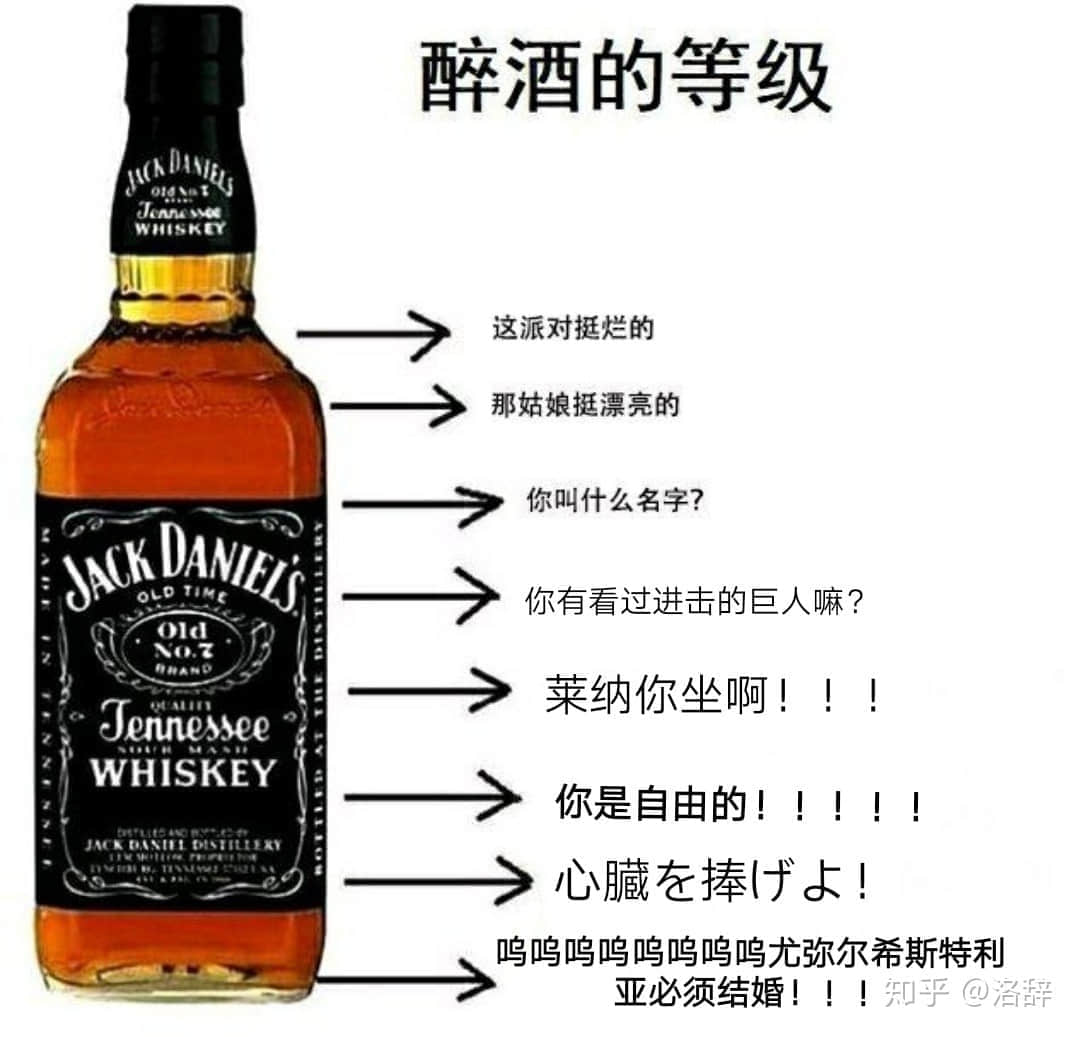 醉酒的等级
JACK DANIEL'S
Old No. 7
BRAND
Tennessee
WHISKEY
这派对挺烂的
那姑娘挺漂亮的
你叫什么名字?
你有看过进击的巨人嘛?
莱纳你坐啊!!!
你是自由的!!!!!
心臓を捧げよ!
呜呜呜呜呜呜呜呜尤弥尔希斯特利
亚必须结婚!!!
知乎 @洛辞
MADE IN TENNESSEE
JACK DANIEL'S
OLD TIME
Old
No. 7
BRAND
QUALITY
Tennessee
SOUR MASH
WHISKEY
DISTILLED AND BOTTLED BY
JACK DANIEL DISTILLERY
LEM MOTLOW, PROPRIETOR
BOTTLED AT THE DISTILLERY